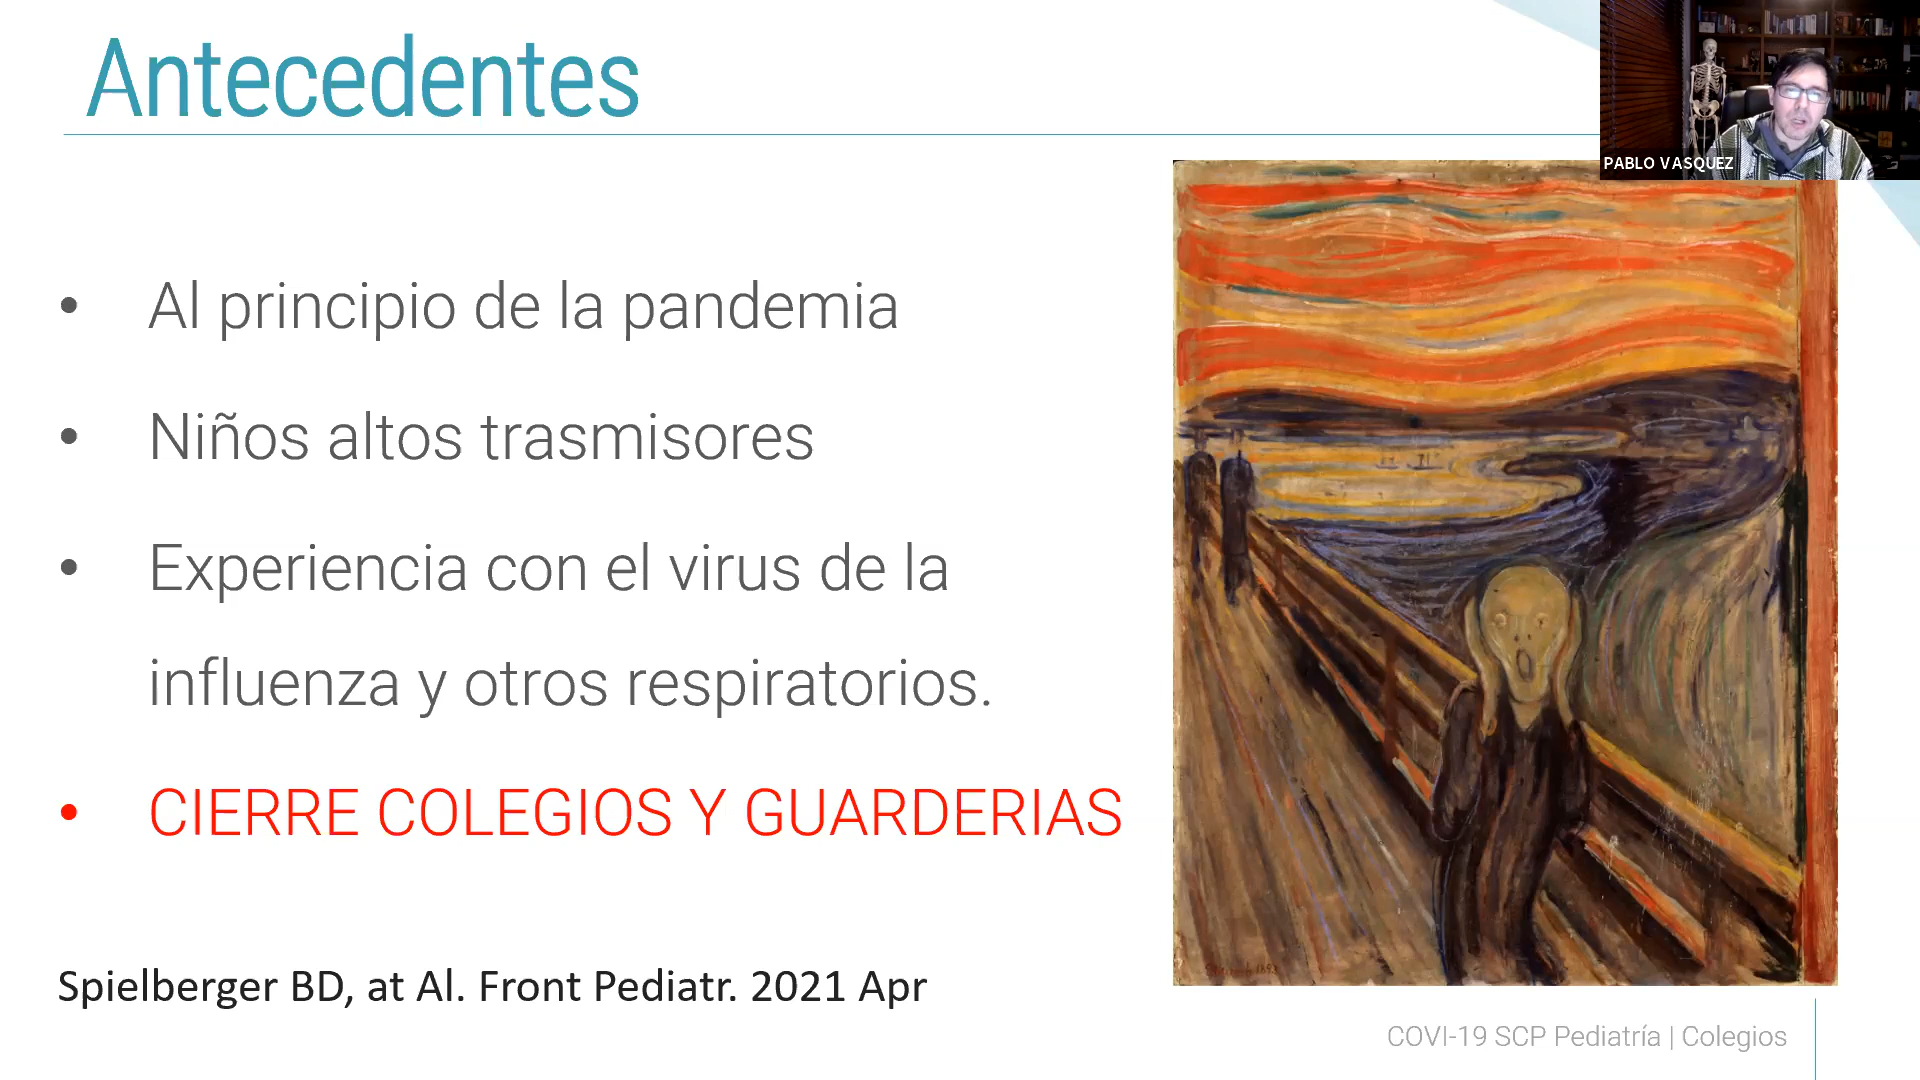 Antecedentes
PABLO VASQUEZ
• Al principio de la pandemia
• Niños altos trasmisores
• Experiencia con el virus de la
influenza y otros respiratorios.
• CIERRE COLEGIOS Y GUARDERIAS
Spielberger BD, at Al. Front Pediatr. 2021 Apr
COVI-19 SCP Pediatría | Colegios